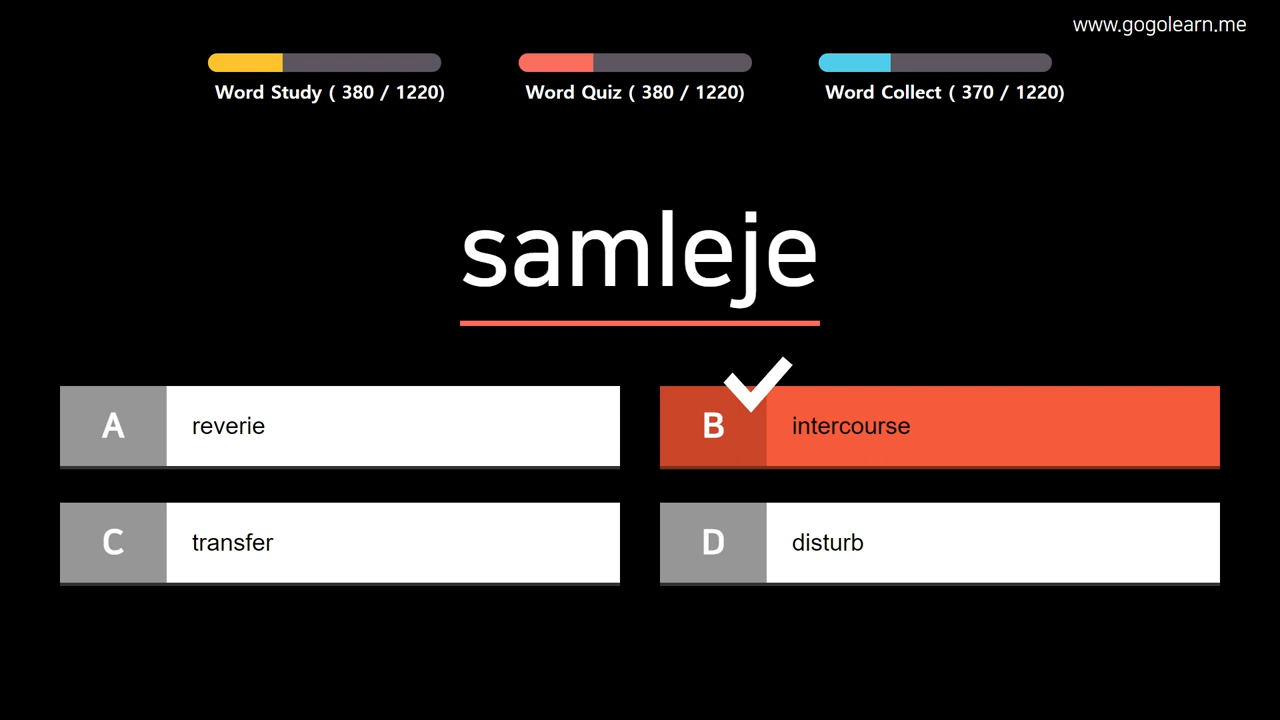 www.gogolearn.me
Word Study ( 380 / 1220)
Word Quiz ( 380 / 1220)
Word Collect ( 370 / 1220)
samleje
A reverie
B intercourse
C transfer
D disturb